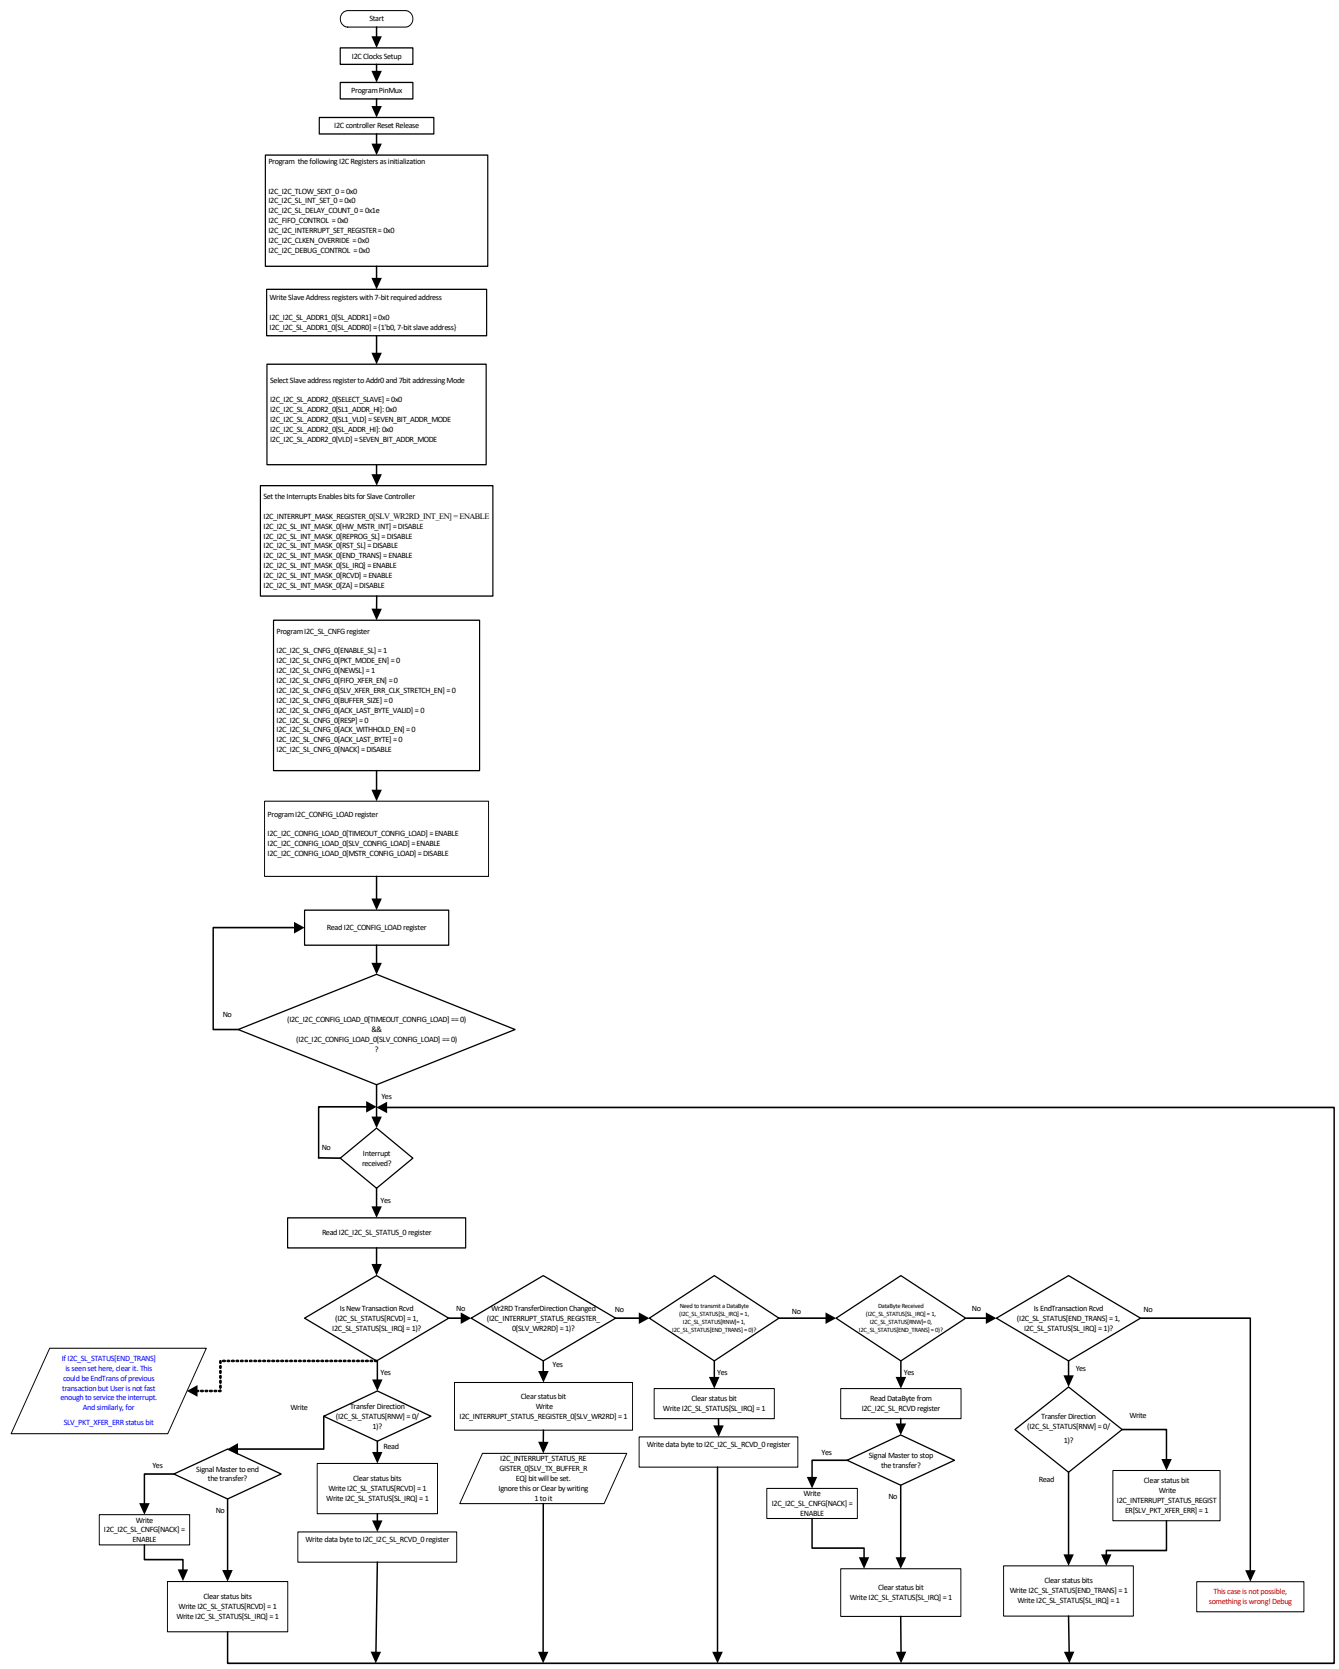 Start
I2C Clocks Setup
Program PinMux
I2C controller Reset Release
Program the following I2C Registers as initialization
I2C_I2C_TLOW_SEXT_0 = 0x0
I2C_I2C_SL_INT_SET_0 = 0x0
I2C_I2C_SL_DELAY_COUNT_0 = 0x1e
I2C_FIFO_CONTROL = 0x0
I2C_I2C_INTERRUPT_SET_REGISTER = 0x0
I2C_I2C_CLKEN_OVERRIDE = 0x0
I2C_I2C_DEBUG_CONTROL = 0x0
Write Slave Address registers with 7-bit required address
I2C_I2C_SL_ADDR1_0[SL_ADDR1] = 0x0
I2C_I2C_SL_ADDR1_0[SL_ADDR0] = {1'b0, 7-bit slave address}
Select Slave address register to Addr0 and 7bit addressing Mode
I2C_I2C_SL_ADDR2_0[SELECT_SLAVE] = 0x0
I2C_I2C_SL_ADDR2_0[SL1_ADDR_HI]: 0x0
I2C_I2C_SL_ADDR2_0[SL1_VLD] = SEVEN_BIT_ADDR_MODE
I2C_I2C_SL_ADDR2_0[SL_ADDR_HI]: 0x0
I2C_I2C_SL_ADDR2_0[VLD] = SEVEN_BIT_ADDR_MODE
Set the Interrupts Enables bits for Slave Controller
I2C_INTERRUPT_MASK_REGISTER_0[SLV_WR2RD_INT_EN] = ENABLE
I2C_I2C_SL_INT_MASK_0[HW_MSTR_INT] = DISABLE
I2C_I2C_SL_INT_MASK_0[REPROG_SL] = DISABLE
I2C_I2C_SL_INT_MASK_0[RST_SL] = DISABLE
I2C_I2C_SL_INT_MASK_0[END_TRANS] = ENABLE
I2C_I2C_SL_INT_MASK_0[SL_IRQ] = ENABLE
I2C_I2C_SL_INT_MASK_0[RCVD] = ENABLE
I2C_I2C_SL_INT_MASK_0[ZA] = DISABLE
Program I2C_SL_CNFG register
I2C_I2C_SL_CNFG_0[ENABLE_SL] = 1
I2C_I2C_SL_CNFG_0[PKT_MODE_EN] = 0
I2C_I2C_SL_CNFG_0[NEWSL] = 1
I2C_I2C_SL_CNFG_0[FIFO_XFER_EN] = 0
I2C_I2C_SL_CNFG_0[SLV_XFER_ERR_CLK_STRETCH_EN] = 0
I2C_I2C_SL_CNFG_0[BUFFER_SIZE] = 0
I2C_I2C_SL_CNFG_0[ACK_LAST_BYTE_VALID] = 0
I2C_I2C_SL_CNFG_0[RESP] = 0
I2C_I2C_SL_CNFG_0[ACK_WITHHOLD_EN] = 0
I2C_I2C_SL_CNFG_0[ACK_LAST_BYTE] = 0
I2C_I2C_SL_CNFG_0[NACK] = DISABLE
Program I2C_CONFIG_LOAD register
I2C_I2C_CONFIG_LOAD_0[TIMEOUT_CONFIG_LOAD] = ENABLE
I2C_I2C_CONFIG_LOAD_0[SLV_CONFIG_LOAD] = ENABLE
I2C_I2C_CONFIG_LOAD_0[MSTR_CONFIG_LOAD] = DISABLE
Read I2C_CONFIG_LOAD register
No
(I2C_I2C_CONFIG_LOAD_0[TIMEOUT_CONFIG_LOAD] == 0)
&&
(I2C_I2C_CONFIG_LOAD_0[SLV_CONFIG_LOAD] == 0)
?
Yes
No
Interrupt
received?
Yes
Read I2C_I2C_SL_STATUS_0 register
Is New Transaction Rcvd
(I2C_SL_STATUS[RCVD] = 1,
I2C_SL_STATUS[SL_IRQ] = 1)?
No
Wr2RD TransferDirection Changed
(I2C_INTERRUPT_STATUS_REGISTER_
0[SLV_WR2RD] = 1)?
No
Need to transmit a DataByte
(I2C_SL_STATUS[SL_IRQ] = 1,
I2C_SL_STATUS[RNW]= 1,
I2C_SL_STATUS[END_TRANS] = 0)?
No
DataByte Received
(I2C_SL_STATUS[SL_IRQ] = 1,
I2C_SL_STATUS[RNW]= 0,
I2C_SL_STATUS[END_TRANS] = 0)?
No
Is EndTransaction Rcvd
(I2C_SL_STATUS[END_TRANS] = 1,
I2C_SL_STATUS[SL_IRQ] = 1)?
No
If I2C_SL_STATUS[END_TRANS]
is seen set here, clear it. This
could be EndTrans of previous
transaction but User is not fast
enough to service the interrupt.
And similarly, for
SLV_PKT_XFER_ERR status bit
Yes
Write
Transfer Direction
(I2C_SL_STATUS[RNW] = 0/
1)?
Read
Yes
Signal Master to end
the transfer?
No
Write
I2C_I2C_SL_CNFG[NACK] =
ENABLE
Clear status bits
Write I2C_SL_STATUS[RCVD] = 1
Write I2C_SL_STATUS[SL_IRQ] = 1
Clear status bits
Write I2C_SL_STATUS[RCVD] = 1
Write I2C_SL_STATUS[SL_IRQ] = 1
Write data byte to I2C_I2C_SL_RCVD_0 register
Yes
Clear status bit
Write
I2C_INTERRUPT_STATUS_REGISTER_0[SLV_WR2RD] = 1
I2C_INTERRUPT_STATUS_RE
GISTER_0[SLV_TX_BUFFER_R
EQ] bit will be set.
Ignore this or Clear by writing
1 to it
Yes
Clear status bit
Write I2C_SL_STATUS[SL_IRQ] = 1
Write data byte to I2C_I2C_SL_RCVD_0 register
Yes
Read DataByte from
I2C_I2C_SL_RCVD register
Yes
Signal Master to stop
the transfer?
No
Write
I2C_I2C_SL_CNFG[NACK] =
ENABLE
Clear status bit
Write I2C_SL_STATUS[SL_IRQ] = 1
Yes
Transfer Direction
(I2C_SL_STATUS[RNW] = 0/
1)?
Write
Read
Clear status bit
Write
I2C_INTERRUPT_STATUS_REGIST
ER[SLV_PKT_XFER_ERR] = 1
Clear status bits
Write I2C_SL_STATUS[END_TRANS] = 1
Write I2C_SL_STATUS[SL_IRQ] = 1
This case is not possible,
something is wrong! Debug